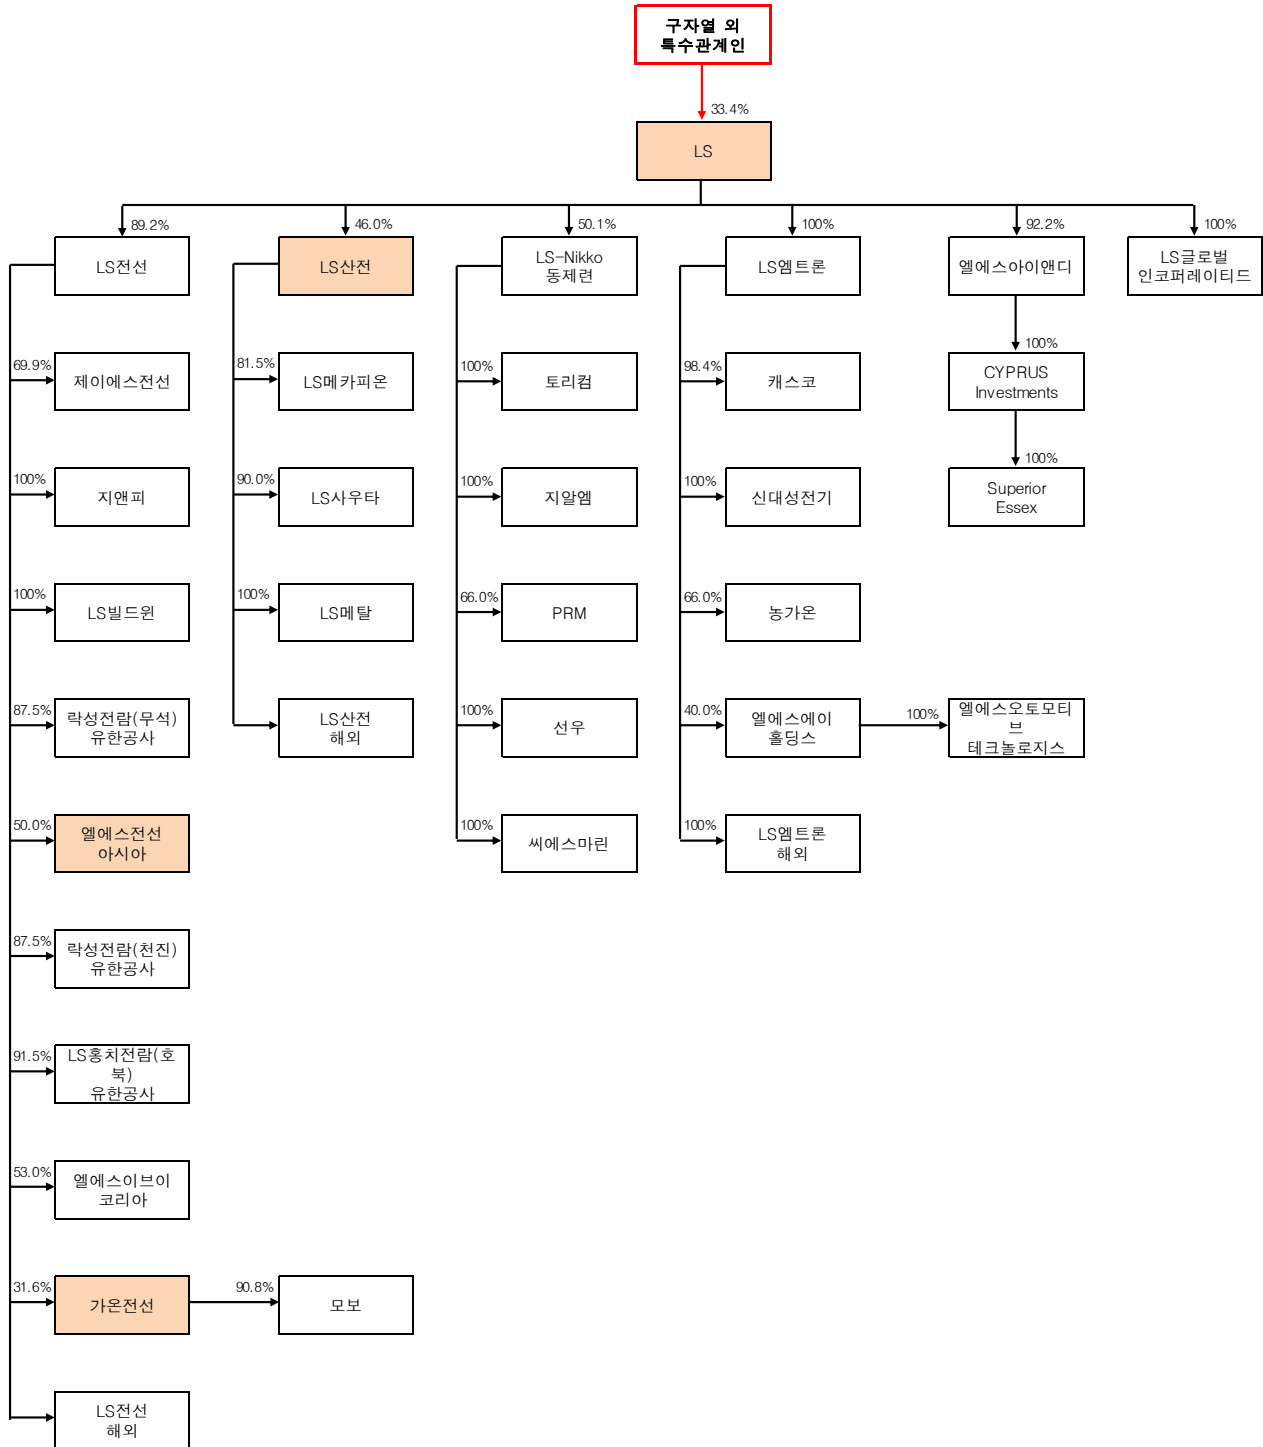 구자열 외
특수관계인
33.4%
LS
89.2%
46.0%
50.1%
100%
92.2%
100%
LS전선
LS산전
LS-Nikko
동제련
LS엠트론
엘에스아이앤디
LS글로벌
인코퍼레이티드
69.9%
제이에스전선
81.5%
LS메카피온
100%
토리컴
98.4%
캐스코
100%
CYPRUS
Investments
100%
지앤피
90.0%
LS사우타
100%
지알엠
100%
신대성전기
100%
Superior
Essex
100%
LS빌드윈
100%
LS메탈
66.0%
PRM
66.0%
농가온
87.5%
락성전람(무석)
유한공사
LS산전
해외
100%
선우
40.0%
엘에스에이
홀딩스
100%
엘에스오토모티
브
테크놀로지스
50.0%
엘에스전선
아시아
100%
씨에스마린
100%
LS엠트론
해외
87.5%
락성전람(천진)
유한공사
91.5%
LS홍치전람(호
북)
유한공사
53.0%
엘에스이브이
코리아
31.6%
가온전선
90.8%
모보
LS전선
해외